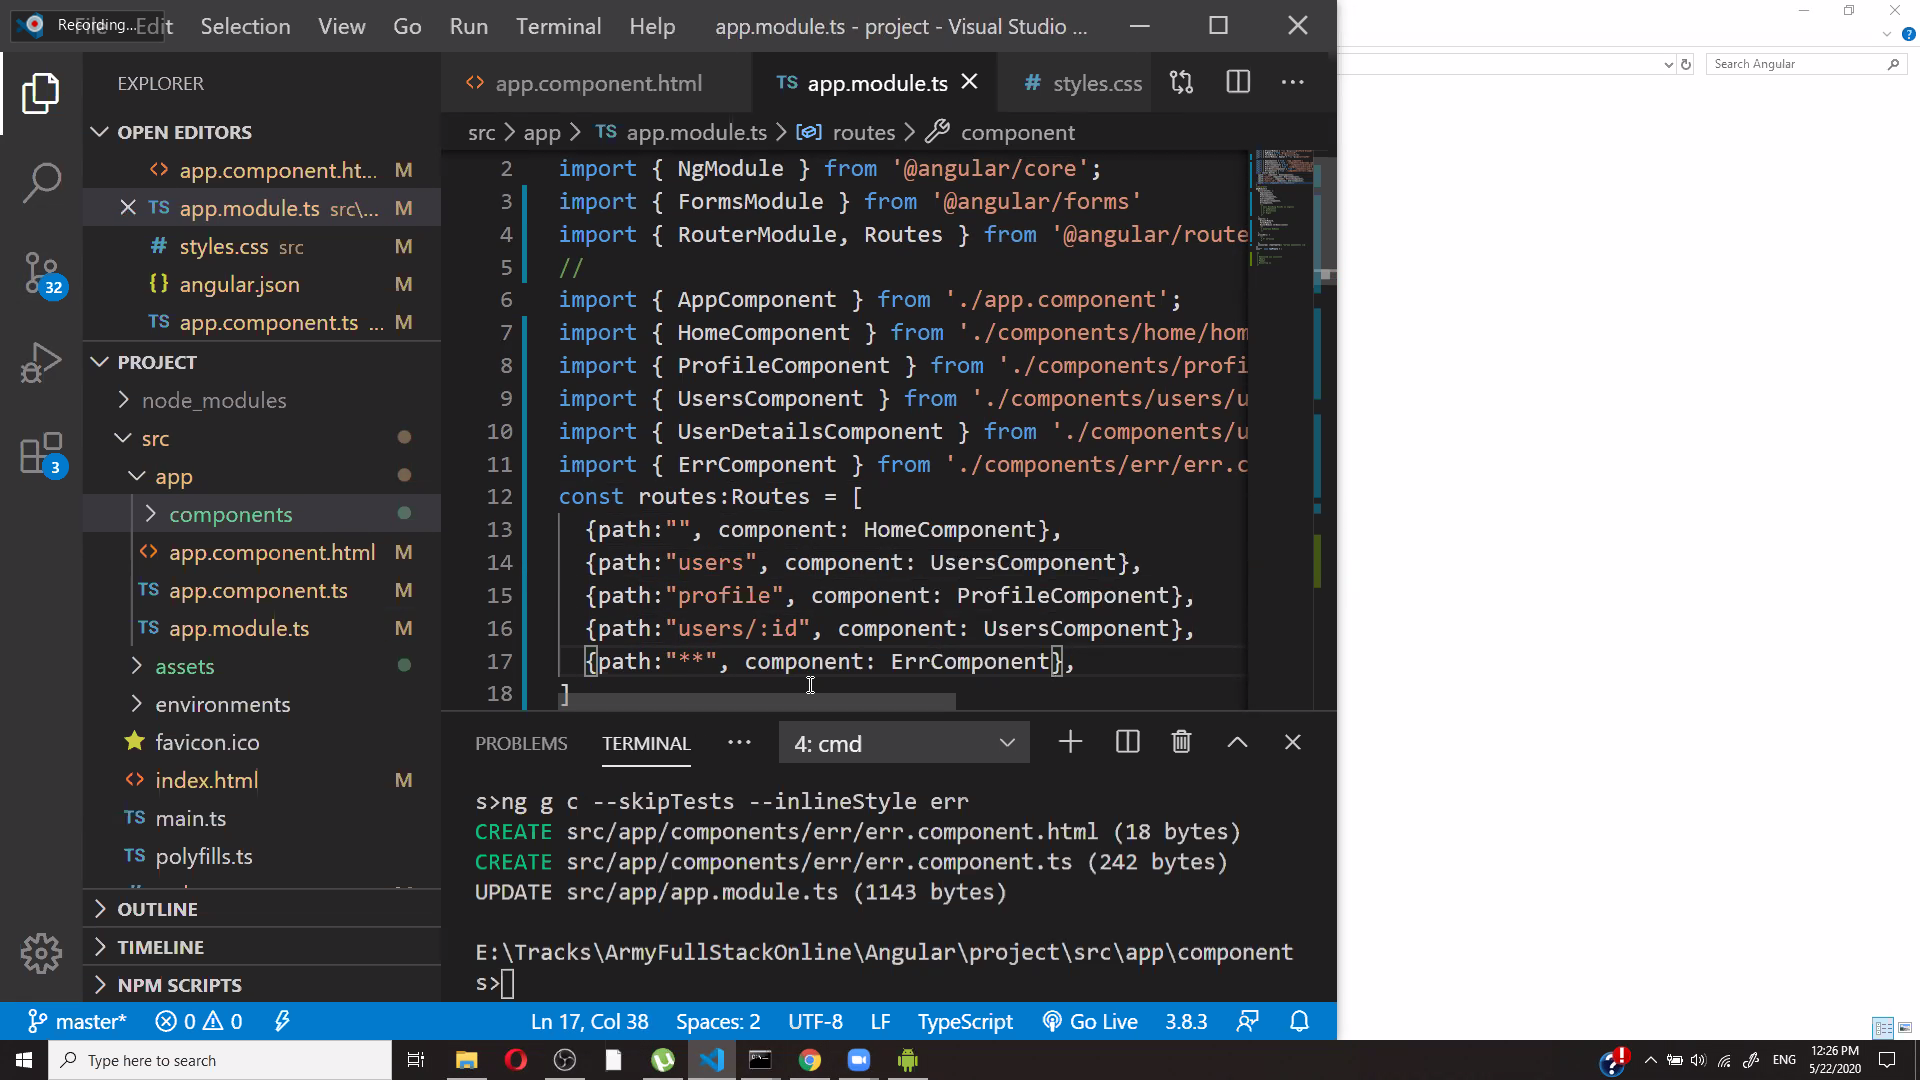 Recording...
File Edit Selection View Go Run Terminal Help
app.module.ts - project - Visual Studio ...
Search Angular
EXPLORER
OPEN EDITORS
app.component.ht... M
app.module.ts src\... M
styles.css src M
angular.json M
app.component.ts ... M
PROJECT
node_modules
src
app
components
app.component.html M
app.component.ts M
app.module.ts M
assets
environments
favicon.ico
index.html M
main.ts
polyfills.ts
OUTLINE
TIMELINE
NPM SCRIPTS
32
3
app.component.html
TS app.module.ts
# styles.css
src > app > TS app.module.ts > routes > component
2 import { NgModule } from '@angular/core';
3 import { FormsModule } from '@angular/forms'
4 import { RouterModule, Routes } from '@angular/route
5 //
6 import { AppComponent } from './app.component';
7 import { HomeComponent } from './components/home/hom
8 import { ProfileComponent } from './components/profi
9 import { UsersComponent } from './components/users/u
10 import { UserDetailsComponent } from './components/u
11 import { ErrComponent } from './components/err/err.c
12 const routes:Routes = [
13 {path:"", component: HomeComponent},
14 {path:"users", component: UsersComponent},
15 {path:"profile", component: ProfileComponent},
16 {path:"users/:id", component: UsersComponent},
17 {path:"**", component: ErrComponent},
18 ]
PROBLEMS TERMINAL ... 4: cmd
s>ng g c --skipTests --inlineStyle err
CREATE src/app/components/err/err.component.html (18 bytes)
CREATE src/app/components/err/err.component.ts (242 bytes)
UPDATE src/app/app.module.ts (1143 bytes)
E:\Tracks\ArmyFullStackOnline\Angular\project\src\app\component
s>
master* 0 0 Ln 17, Col 38 Spaces: 2 UTF-8 LF TypeScript Go Live 3.8.3
Type here to search
ENG
12:26 PM
5/22/2020